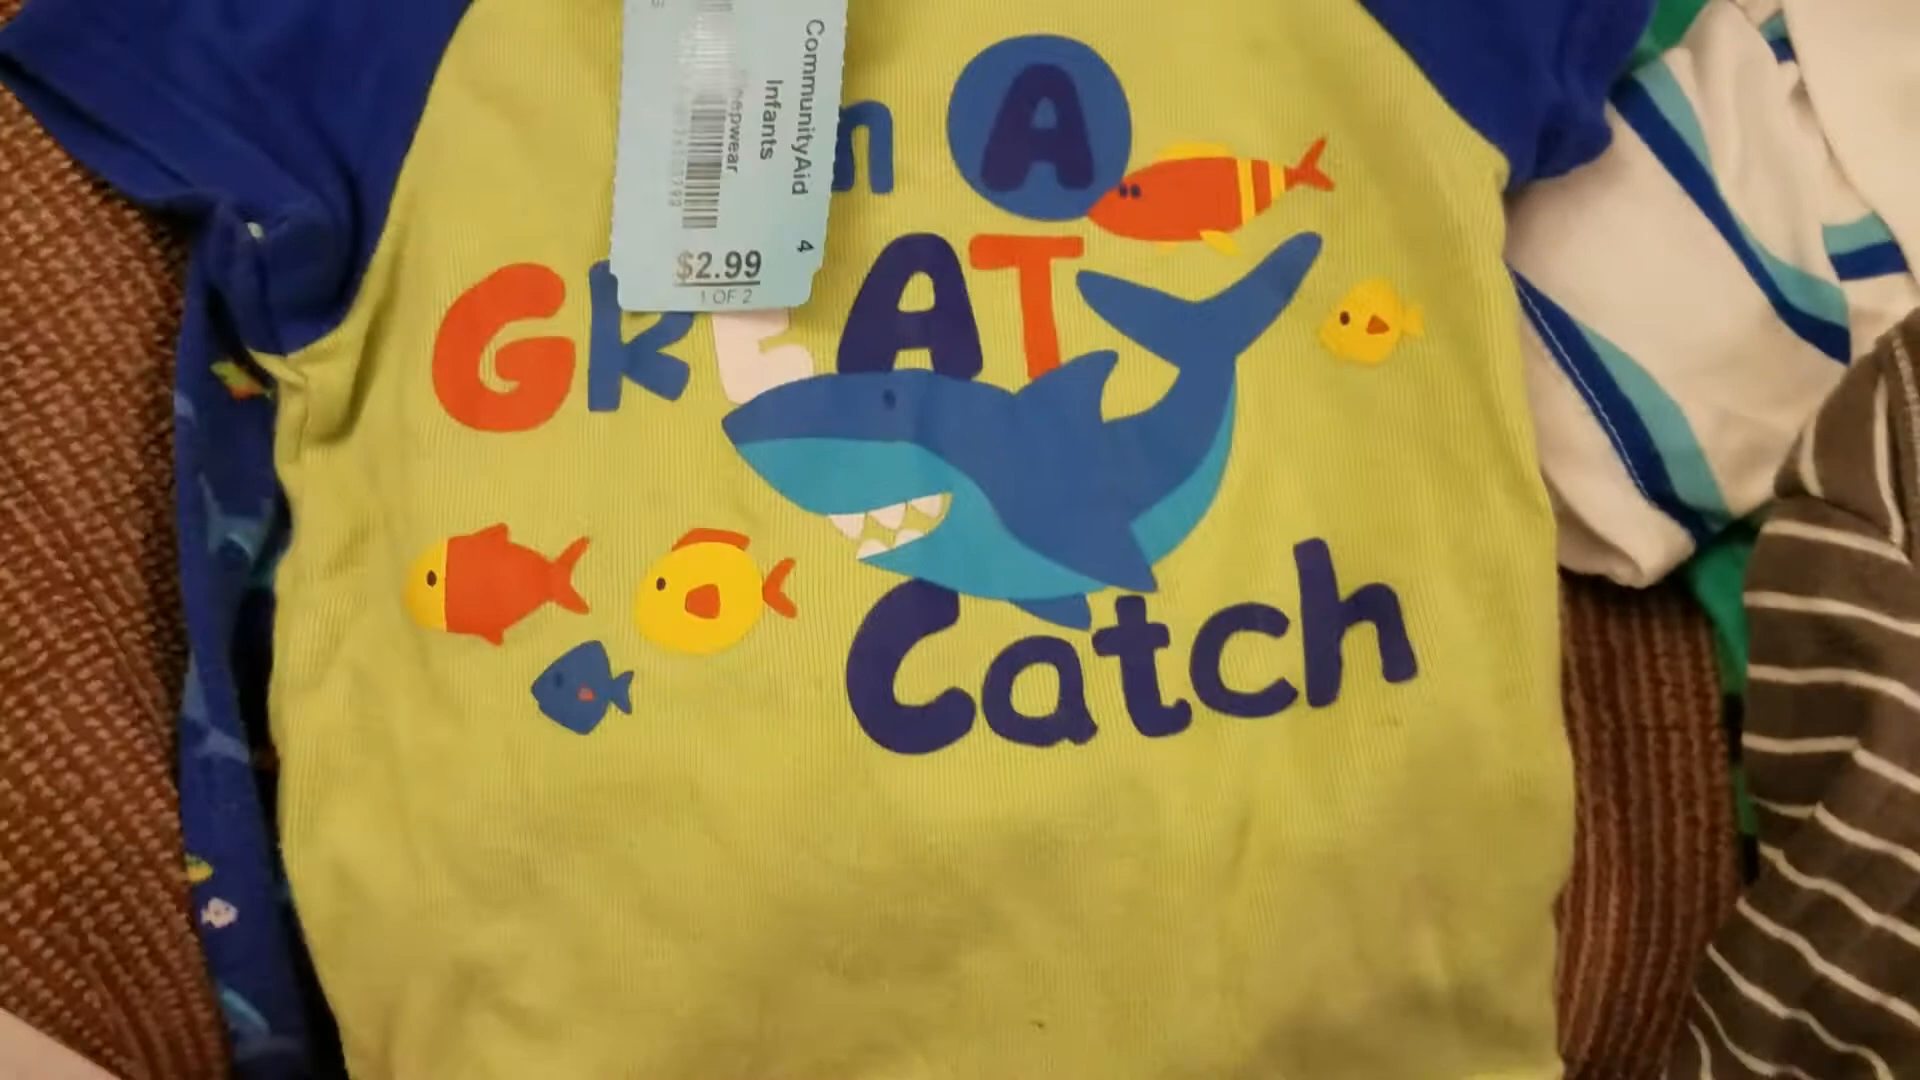 CommunityAid 4
Infants
$2.99
1 OF 2
A
GREAT
Catch